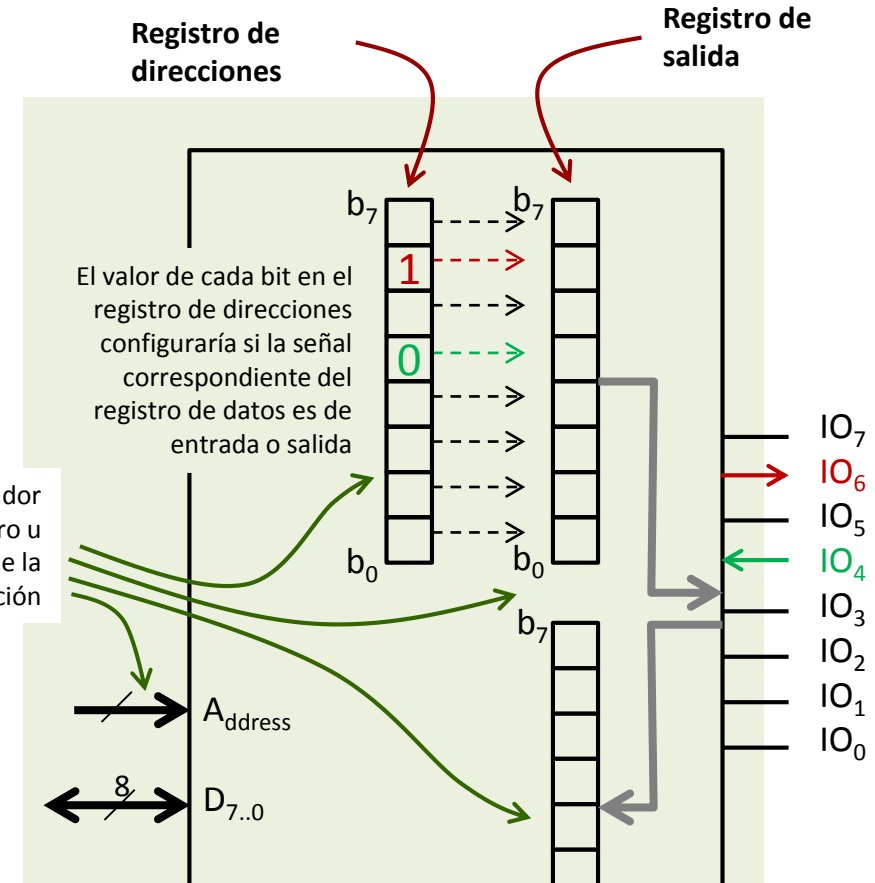 Registro de
direcciones
Registro de
salida
b7
b7
El valor de cada bit en el
registro de direcciones
configuraría si la señal
correspondiente del
registro de datos es de
entrada o salida
1
0
b0
b0
b7
u
e la
Address
8
D7..0
IO7
IO6
IO5
IO4
IO3
IO2
IO1
IO0